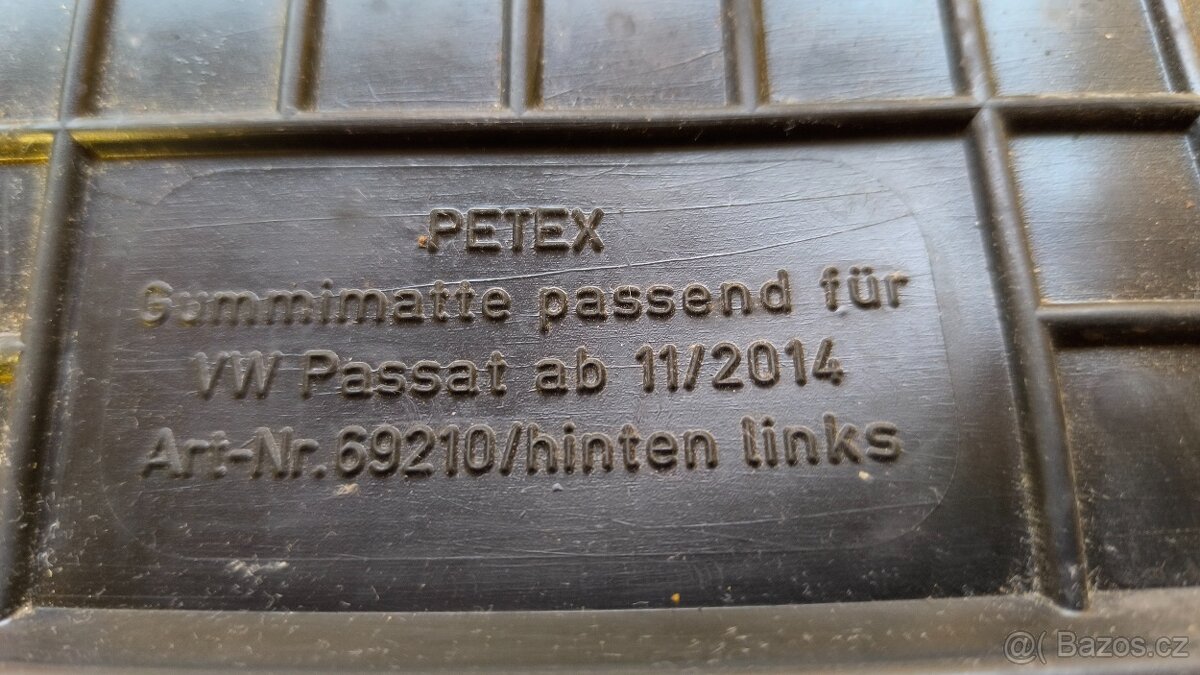 PETEX
Gummimatte passend für
VW Passat ab 11/2014
Art-Nr.69210/hinten links
@( Bazos.cz